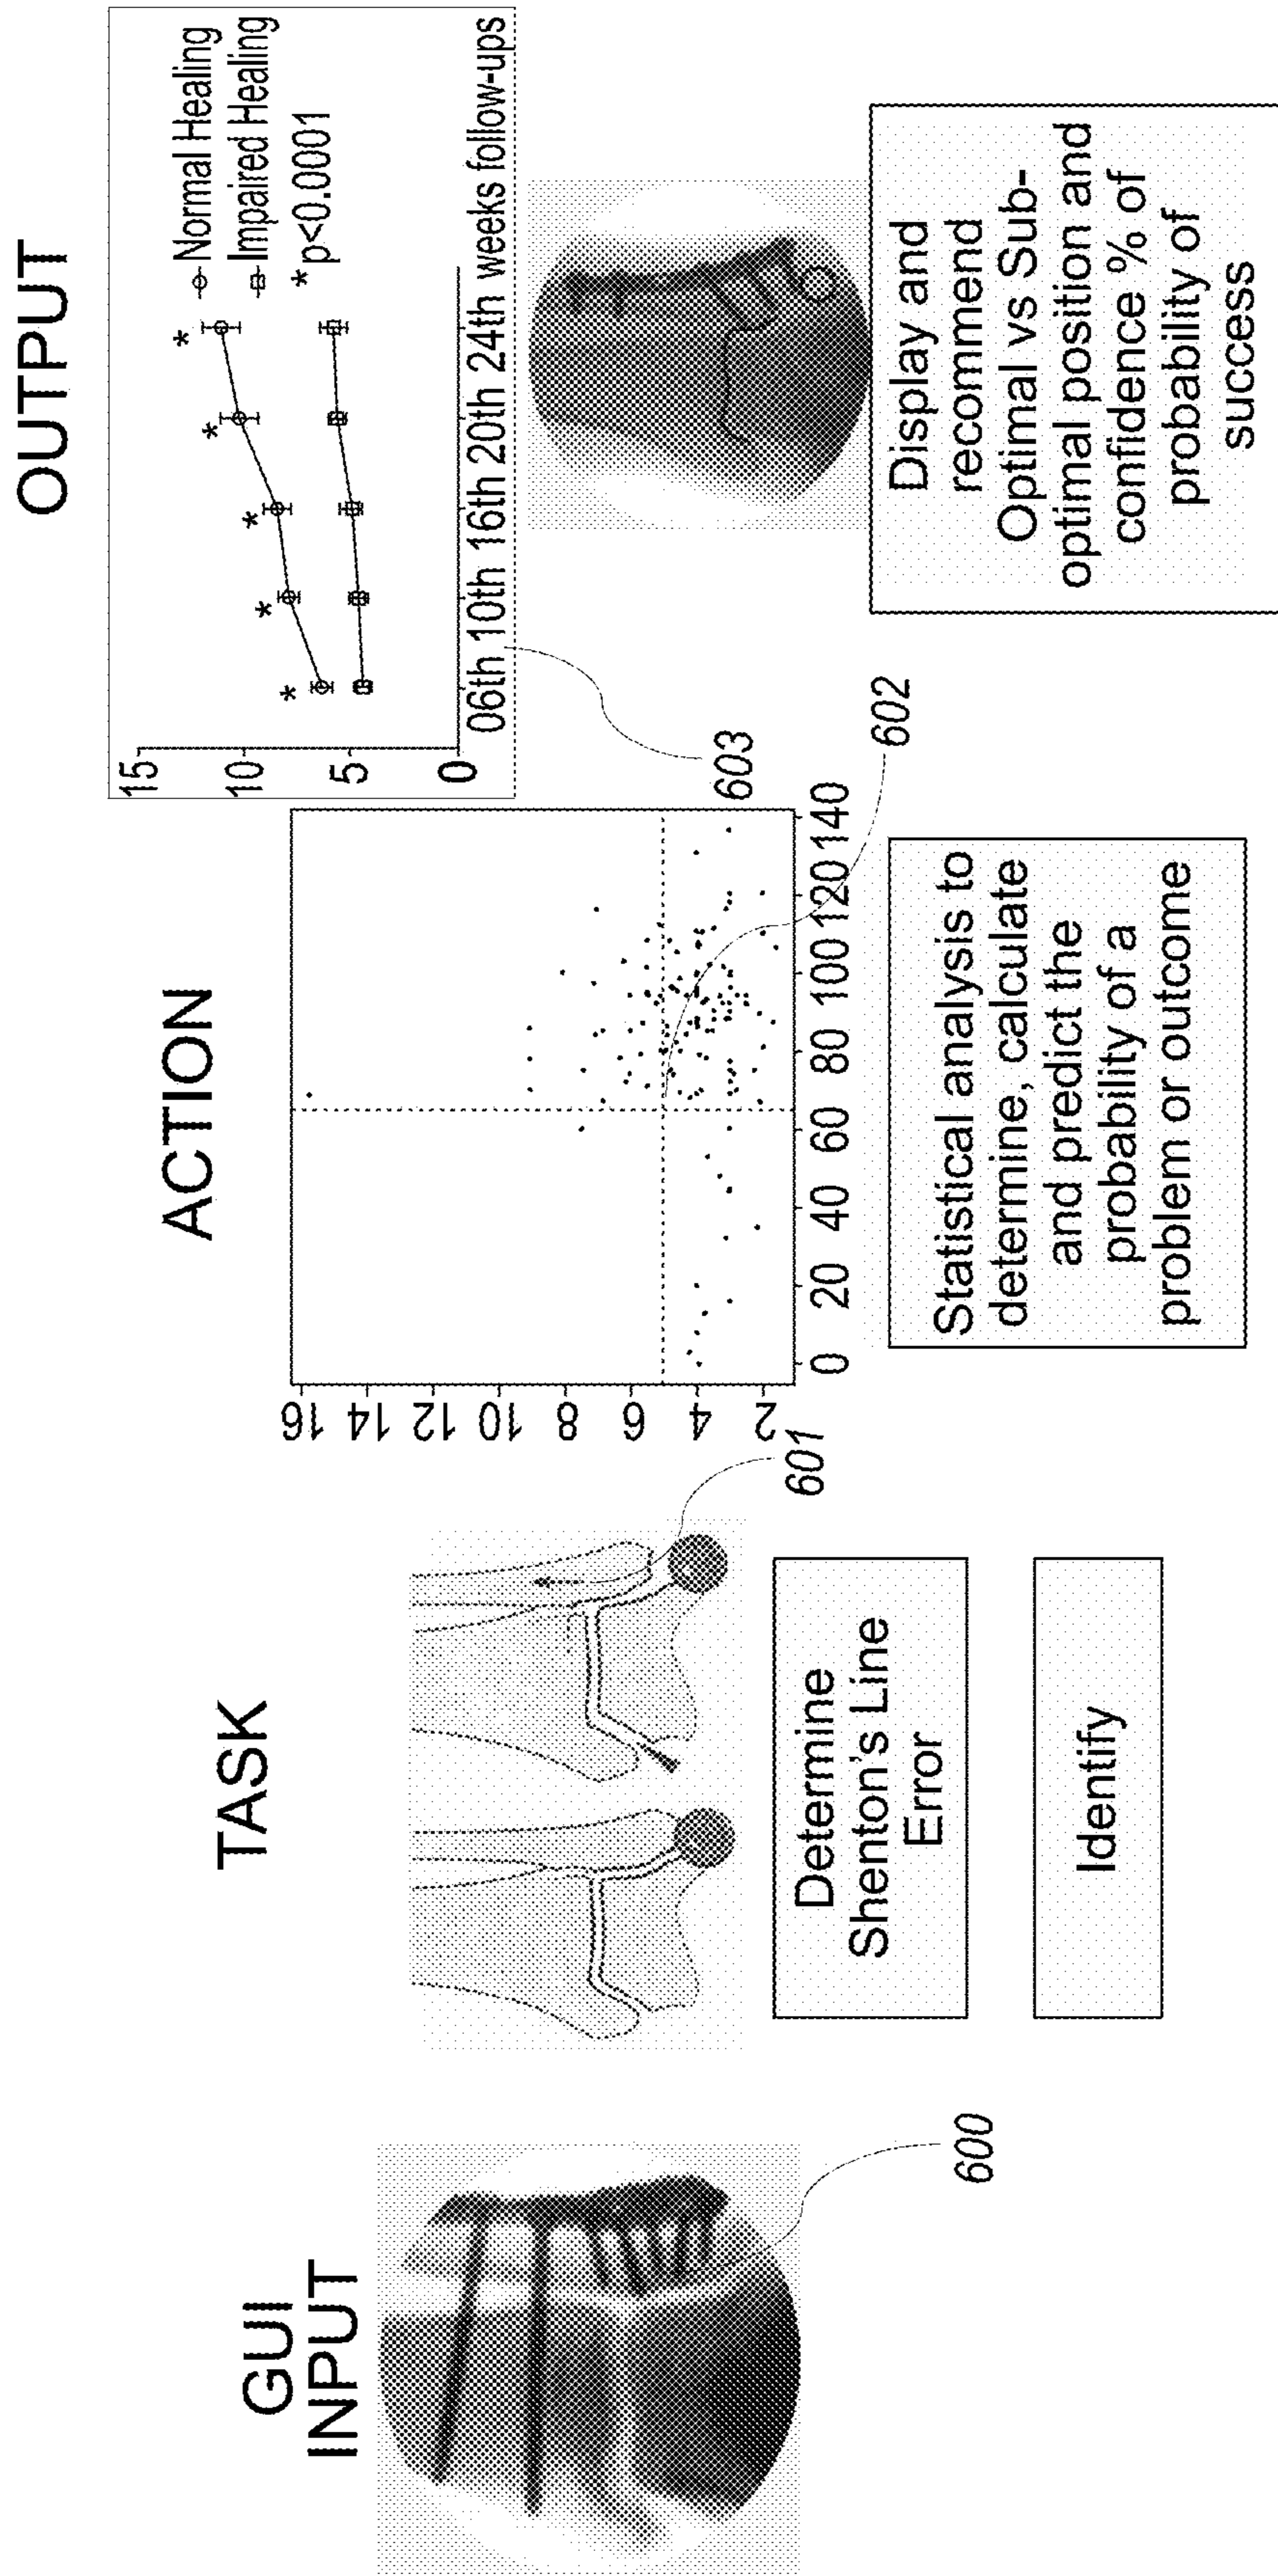 GUI
INPUT
600
TASK
601
Determine
Shenton's Line
Error
Identify
ACTION
16
14
12
10
8
6
4
2
0 20 40 60 80 100 120 140
602
Statistical analysis to
determine, calculate
and predict the
probability of a
problem or outcome
OUTPUT
15
10
5
0
* * * * *
Normal Healing
Impaired Healing
*p<0.0001
06th 10th 16th 20th 24th weeks follow-ups
603
Display and
recommend
Optimal vs Sub-
optimal position and
confidence % of
probability of
success